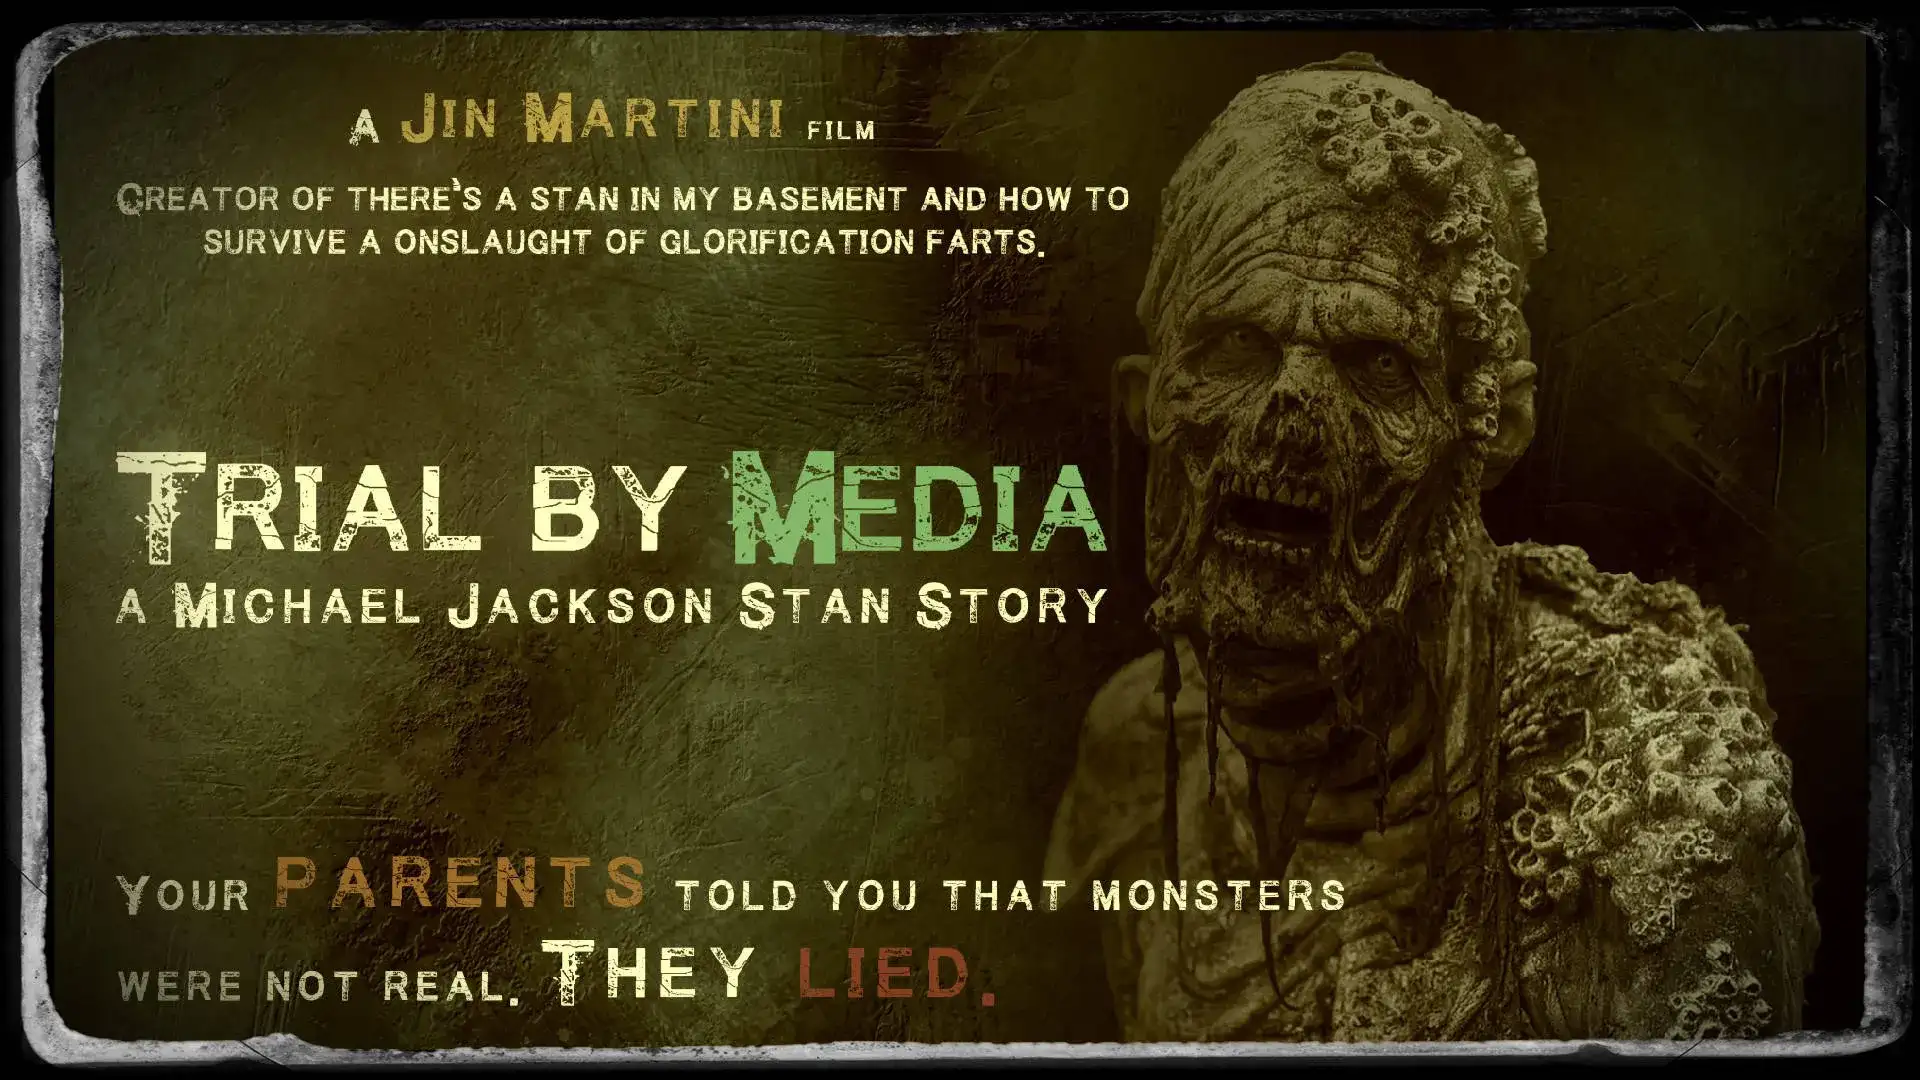 A JIN MARTINI FILM
CREATOR OF THERE'S A STAN IN MY BASEMENT AND HOW TO
SURVIVE A ONSLAUGHT OF GLORIFICATION FARTS.
TRIAL BY MEDIA
A MICHAEL JACKSON STAN STORY
YOUR PARENTS TOLD YOU THAT MONSTERS
WERE NOT REAL. THEY LIED.